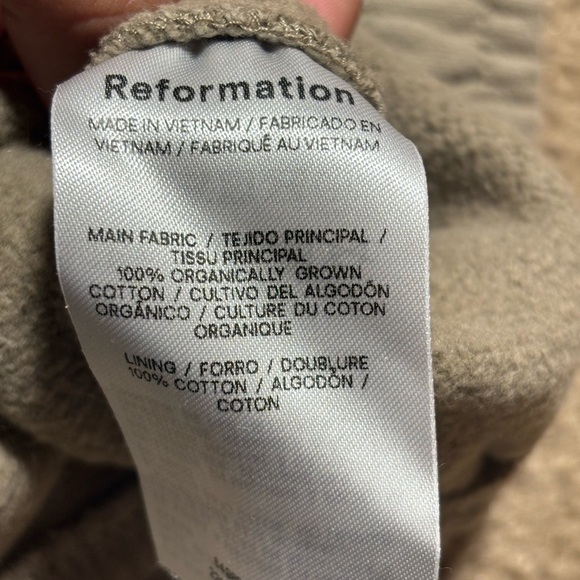 Reformation
MADE IN VIETNAM / FABRICADO EN
VIETNAM / FABRIQUÉ AU VIETNAM
MAIN FABRIC / TEJIDO PRINCIPAL /
TISSU PRINCIPAL
100% ORGANICALLY GROWN
COTTON / CULTIVO DEL ALGODÓN
ORGÁNICO / CULTURE DU COTON
ORGANIQUE
LINING / FORRO / DOUBLURE
100% COTTON / ALGODÓN /
COTON